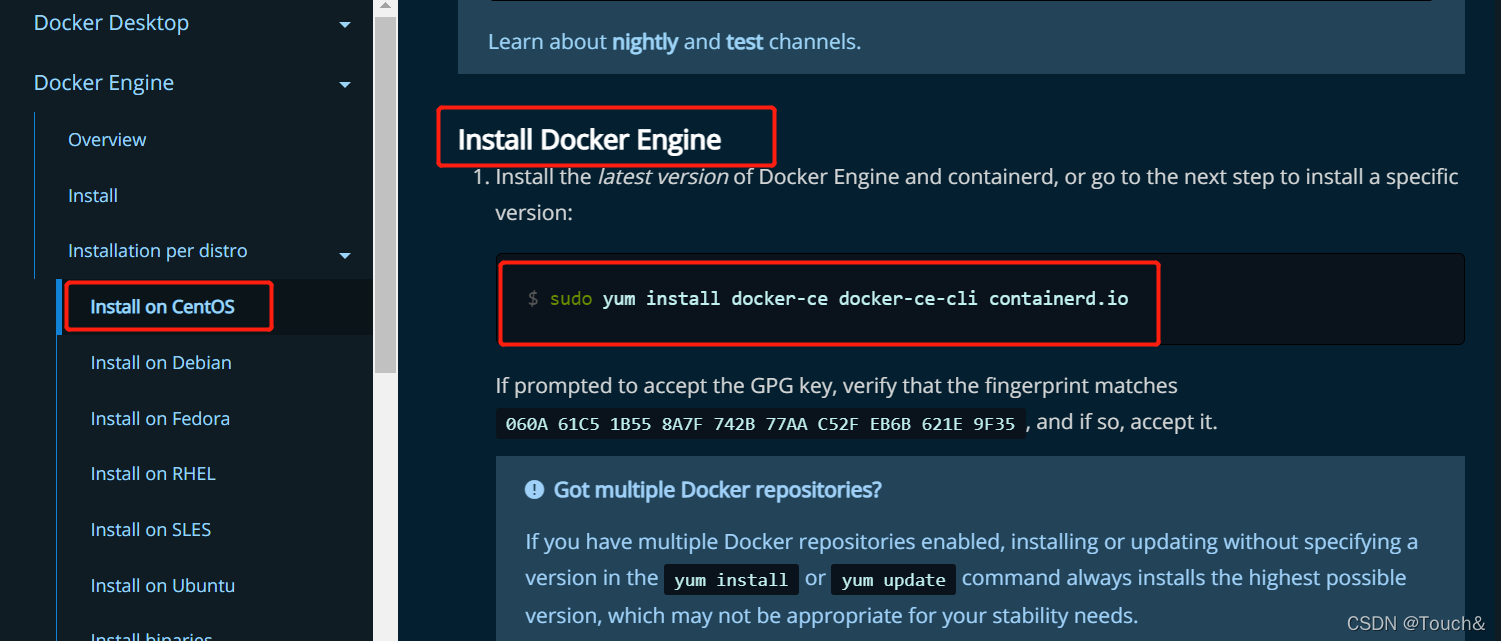 Docker Desktop
Docker Engine
Overview
Install
Installation per distro
Install on CentOS
Install on Debian
Install on Fedora
Install on RHEL
Install on SLES
Install on Ubuntu
Install binaries
Learn about nightly and test channels.
Install Docker Engine
1. Install the latest version of Docker Engine and containerd, or go to the next step to install a specific
version:
$ sudo yum install docker-ce docker-ce-cli containerd.io
If prompted to accept the GPG key, verify that the fingerprint matches
060A 61C5 1B55 8A7F 742B 77AA C52F EB6B 621E 9F35 , and if so, accept it.
Got multiple Docker repositories?
If you have multiple Docker repositories enabled, installing or updating without specifying a
version in the yum install or yum update command always installs the highest possible
version, which may not be appropriate for your stability needs.
CSDN @Touch&